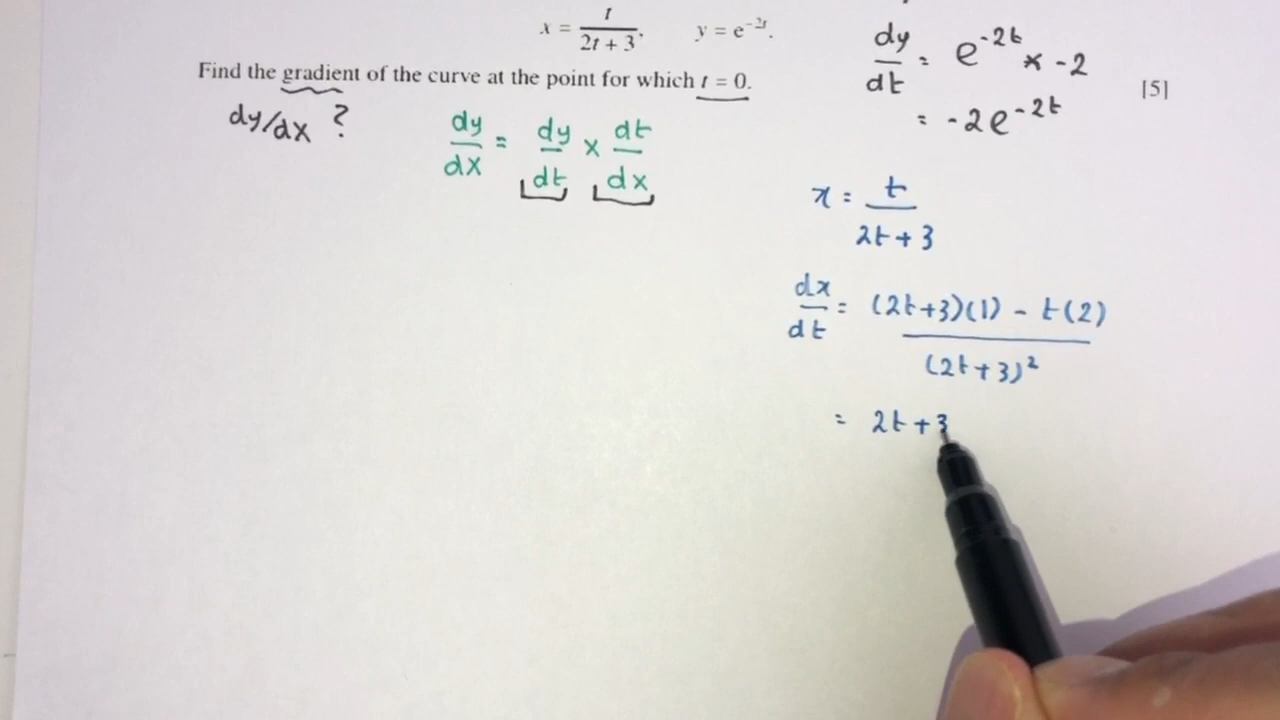 x = t/(2t + 3), y = e^(-2t).
Find the gradient of the curve at the point for which t = 0.
[5]
dy/dx ?
dy/dx = dy/dt × dt/dx
dy/dt = e^(-2t) × -2
= -2e^(-2t)
x = t/(2t + 3)
dx/dt = ((2t+3)(1) - t(2))/(2t+3)²
= 2t + 3